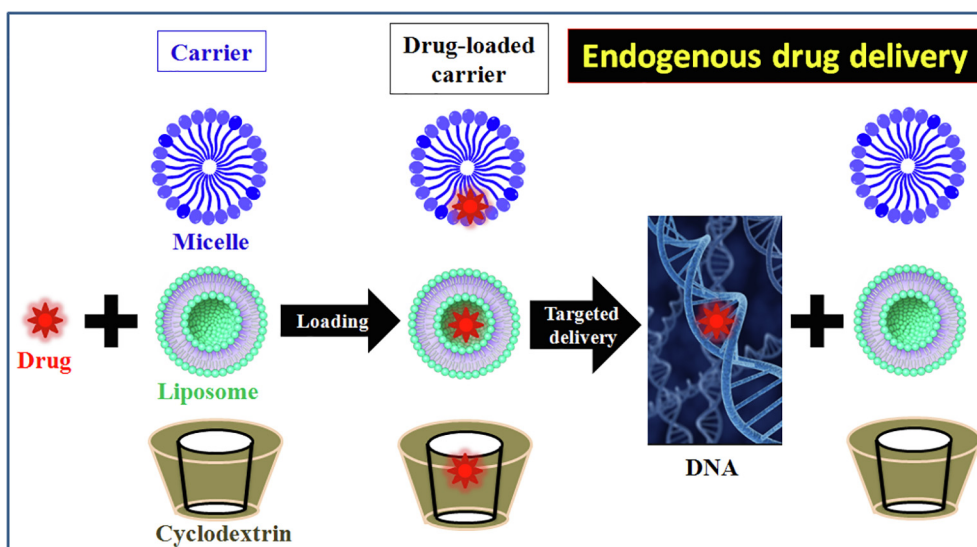 Carrier
Drug-loaded
carrier
Endogenous drug delivery
Micelle
Drug
Loading
Targeted
delivery
Liposome
DNA
Cyclodextrin